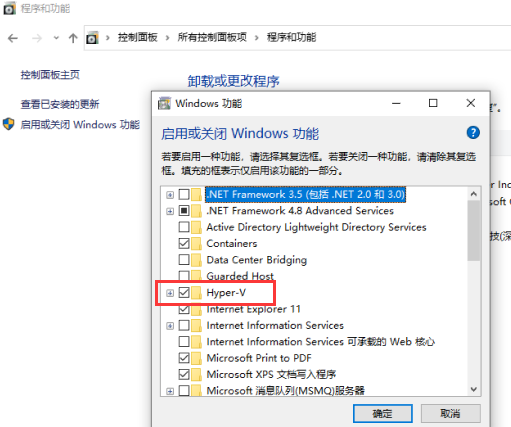 程序和功能
控制面板 > 所有控制面板项 > 程序和功能
控制面板主页
查看已安装的更新
启用或关闭 Windows 功能
卸载或更改程序
Windows 功能
启用或关闭 Windows 功能
若要启用一种功能，请选择其复选框。若要关闭一种功能，请清除其复选
框。填充的框表示仅启用该功能的一部分。
.NET Framework 3.5 (包括 .NET 2.0 和 3.0)
.NET Framework 4.8 Advanced Services
Active Directory Lightweight Directory Services
Containers
Data Center Bridging
Guarded Host
Hyper-V
Internet Explorer 11
Internet Information Services
Internet Information Services 可承载的 Web 核心
Microsoft Print to PDF
Microsoft XPS 文档写入程序
Microsoft 消息队列(MSMQ)服务器
确定
取消